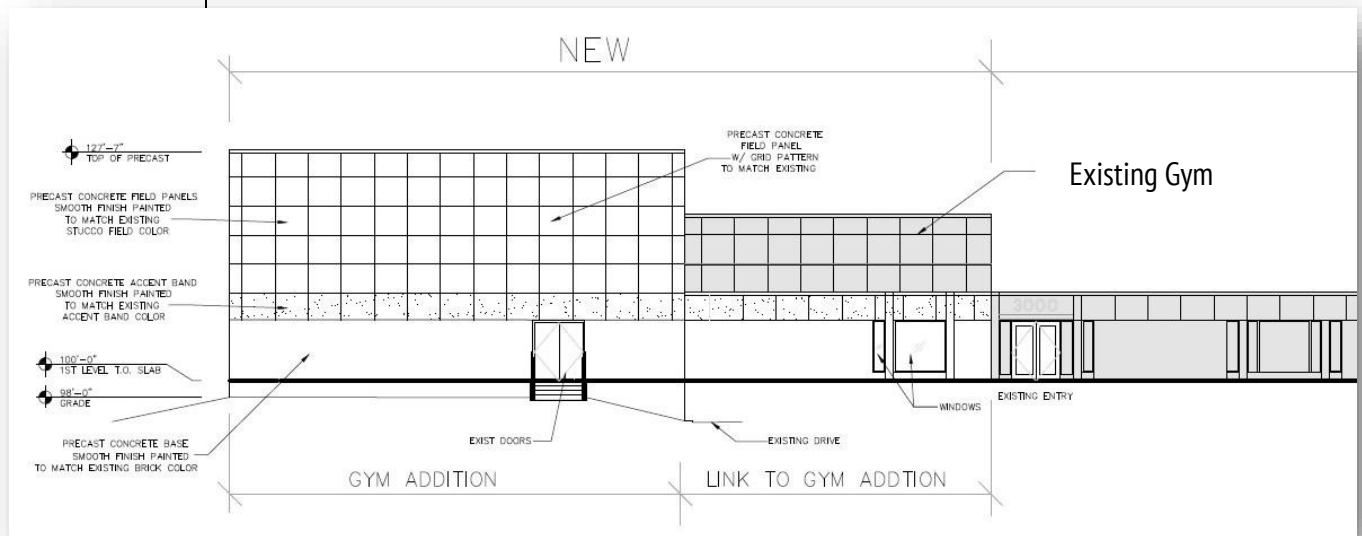 NEW
127'-7"
TOP OF PRECAST
PRECAST CONCRETE
FIELD PANEL
W/ GRID PATTERN
TO MATCH EXISTING
Existing Gym
PRECAST CONCRETE FIELD PANELS
SMOOTH FINISH PAINTED
TO MATCH EXISTING
STUCCO FIELD COLOR
PRECAST CONCRETE ACCENT BAND
SMOOTH FINISH PAINTED
TO MATCH EXISTING
ACCENT BAND COLOR
3000
100'-0"
1ST LEVEL T.O. SLAB
98'-0"
GRADE
EXISTING ENTRY
WINDOWS
PRECAST CONCRETE BASE
SMOOTH FINISH PAINTED
TO MATCH EXISTING BRICK COLOR
EXIST DOORS
EXISTING DRIVE
GYM ADDITION
LINK TO GYM ADDTION